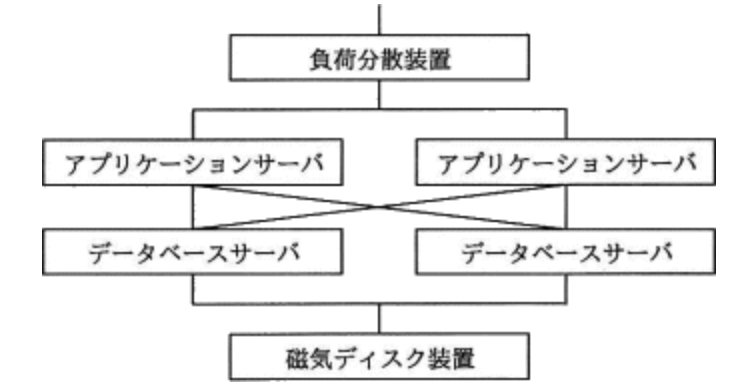 負荷分散装置
アプリケーションサーバ
アプリケーションサーバ
データベースサーバ
データベースサーバ
磁気ディスク装置